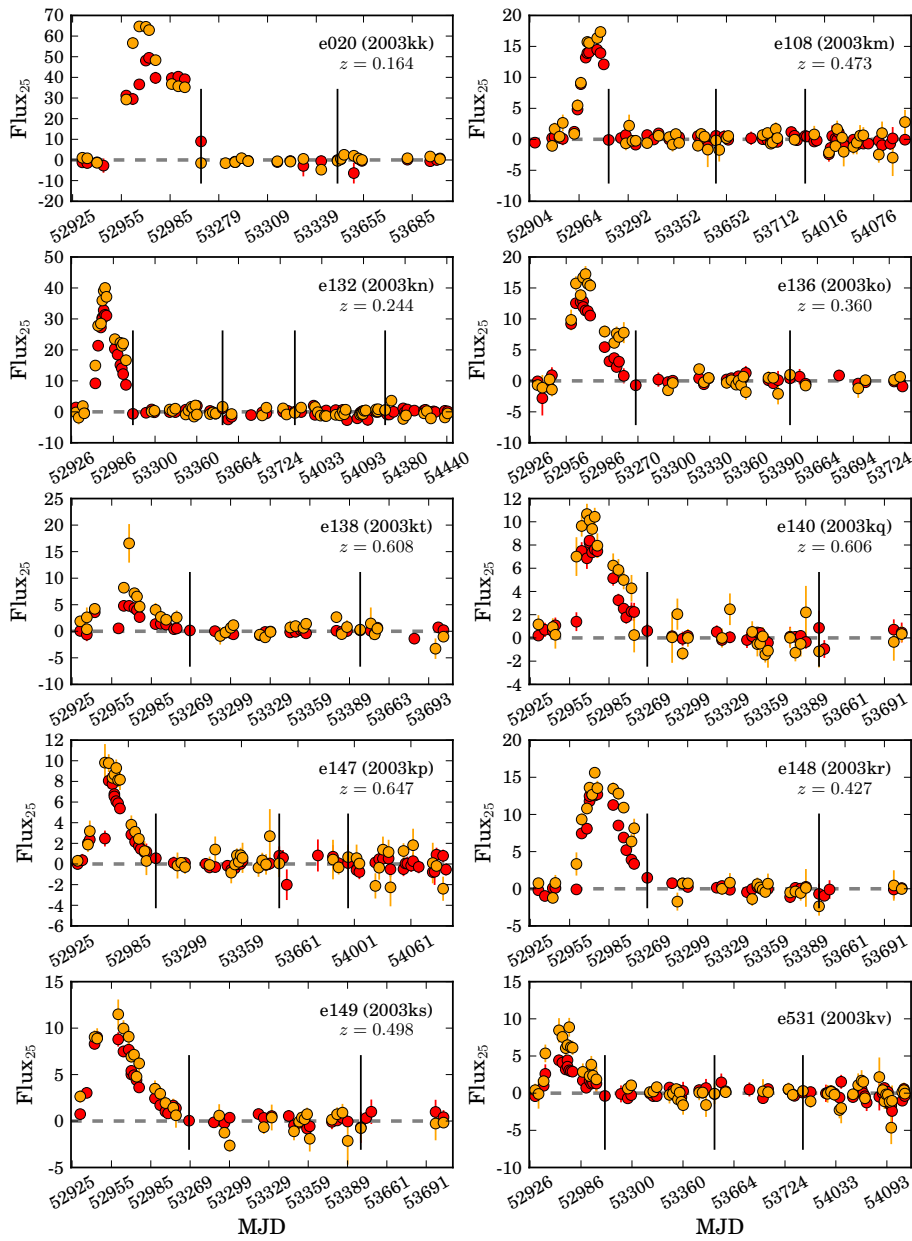 70
60
50
40
30
20
10
0
-10
-20
Flux25
e020 (2003kk)
z = 0.164
52925 52955 52985 53279 53309 53339 53655 53685
20
15
10
5
0
-5
-10
Flux25
e108 (2003km)
z = 0.473
52904 52964 53292 53352 53652 53712 54016 54076
50
40
30
20
10
0
-10
Flux25
e132 (2003kn)
z = 0.244
52926 52986 53300 53360 53664 53724 54033 54093 54380 54440
20
15
10
5
0
-5
-10
Flux25
e136 (2003ko)
z = 0.360
52926 52956 52986 53270 53300 53330 53360 53390 53664 53694 53724
25
20
15
10
5
0
-5
-10
Flux25
e138 (2003kt)
z = 0.608
52925 52955 52985 53269 53299 53329 53359 53389 53663 53693
12
10
8
6
4
2
0
-2
-4
Flux25
e140 (2003kq)
z = 0.606
52925 52955 52985 53269 53299 53329 53359 53389 53661 53691
12
10
8
6
4
2
0
-2
-4
-6
Flux25
e147 (2003kp)
z = 0.647
52925 52985 53299 53359 53661 54001 54061
20
15
10
5
0
-5
Flux25
e148 (2003kr)
z = 0.427
52925 52955 52985 53269 53299 53329 53359 53389 53661 53691
15
10
5
0
-5
Flux25
e149 (2003ks)
z = 0.498
52925 52955 52985 53269 53299 53329 53359 53389 53661 53691
MJD
15
10
5
0
-5
-10
Flux25
e531 (2003kv)
52926 52986 53300 53360 53664 53724 54033 54093
MJD